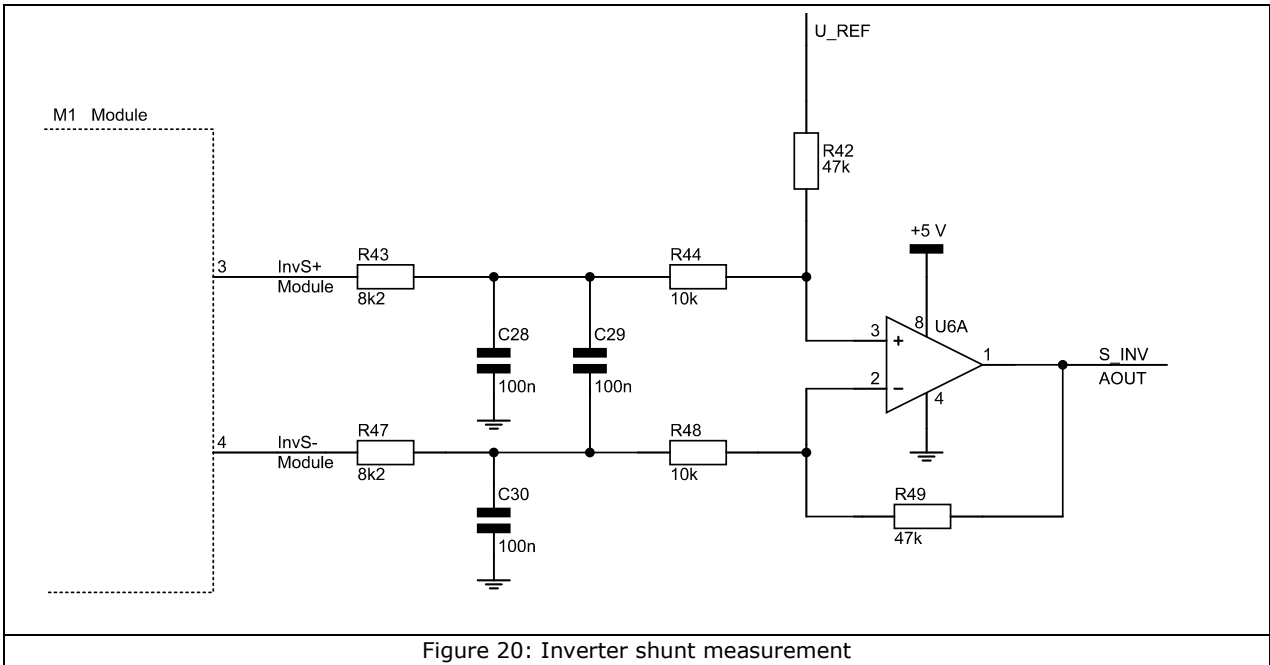 U_REF
M1 Module
R42
47k
+5 V
3
InvS+
Module
R43
8k2
R44
10k
C28
100n
C29
100n
8
U6A
3
+
2
−
1
4
S_INV
AOUT
4
InvS-
Module
R47
8k2
R48
10k
C30
100n
R49
47k
Figure 20: Inverter shunt measurement